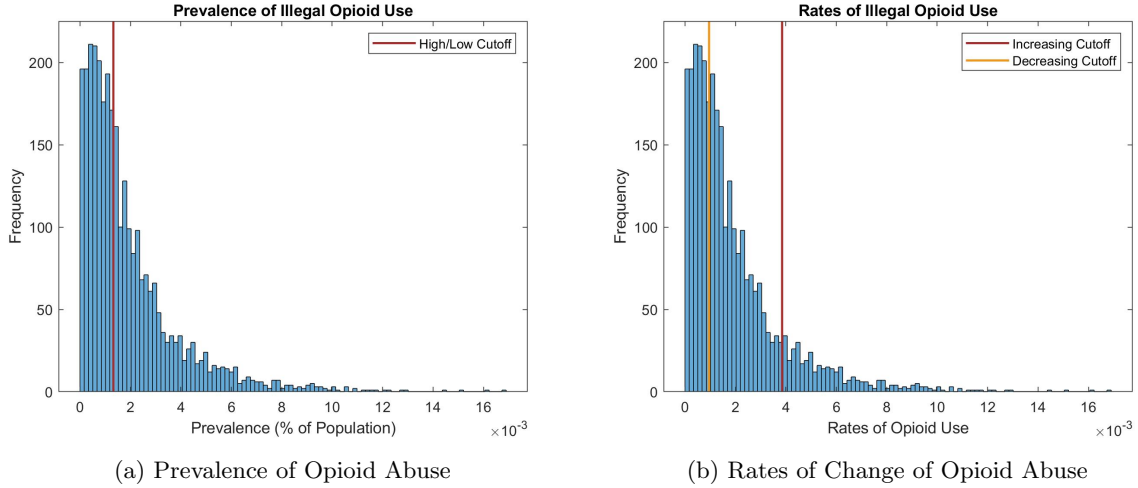 Prevalence of Illegal Opioid Use
High/Low Cutoff
200
150
100
50
0
Frequency
0 2 4 6 8 10 12 14 16
×10-3
Prevalence (% of Population)
(a) Prevalence of Opioid Abuse
Rates of Illegal Opioid Use
Increasing Cutoff
Decreasing Cutoff
200
150
100
50
0
Frequency
0 2 4 6 8 10 12 14 16
×10-3
Rates of Opioid Use
(b) Rates of Change of Opioid Abuse